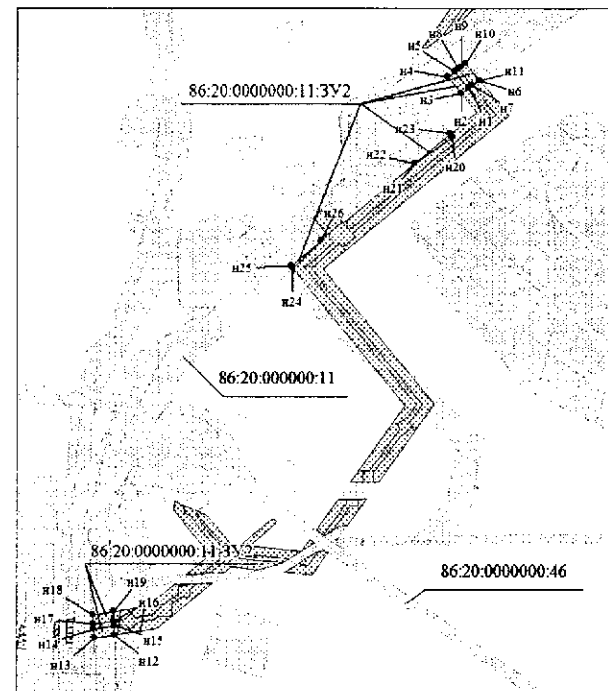 н9
н8
н10
н5
н4
н11
86:20:0000000:11:ЗУ2
н6
н3
н7
н1
н2
н23
н20
н22
н21
н26
н25
н24
86:20:000000:11
86:20:0000000:11:ЗУ2
86:20:0000000:46
н18
н19
н16
н17
н14
н15
н13
н12